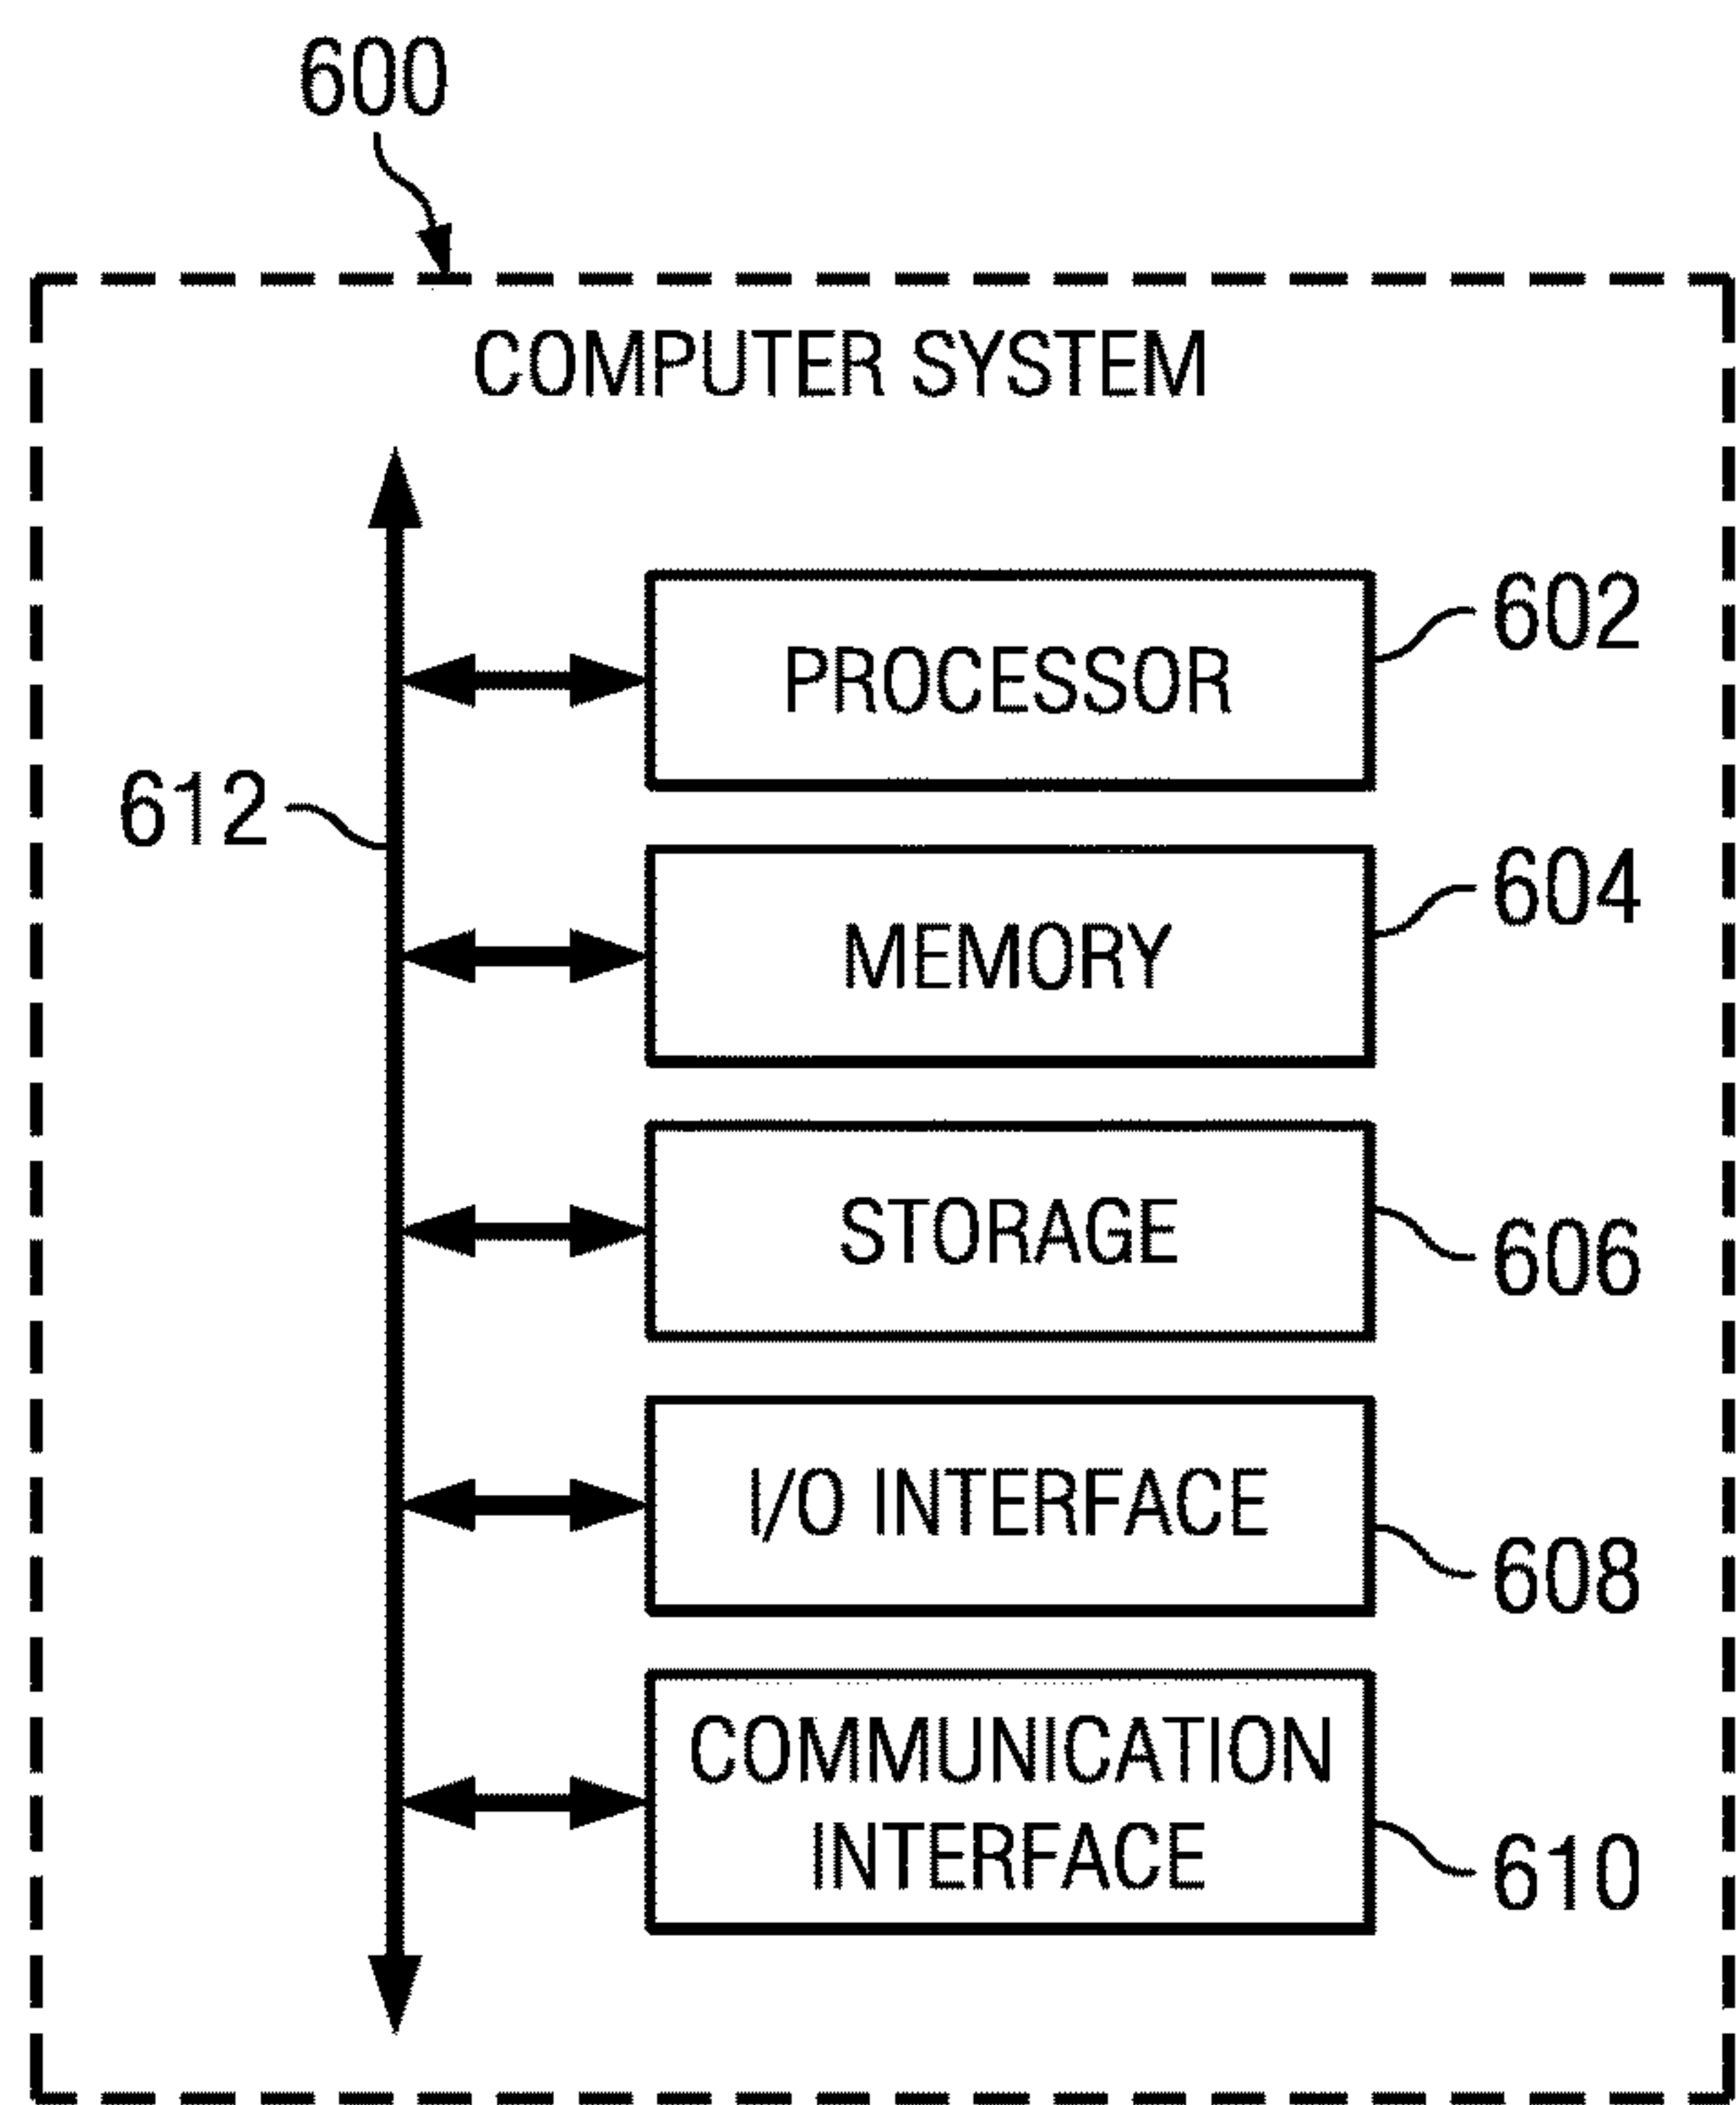 600
COMPUTER SYSTEM
PROCESSOR
602
612
MEMORY
604
STORAGE
606
I/O INTERFACE
608
COMMUNICATION
INTERFACE
610